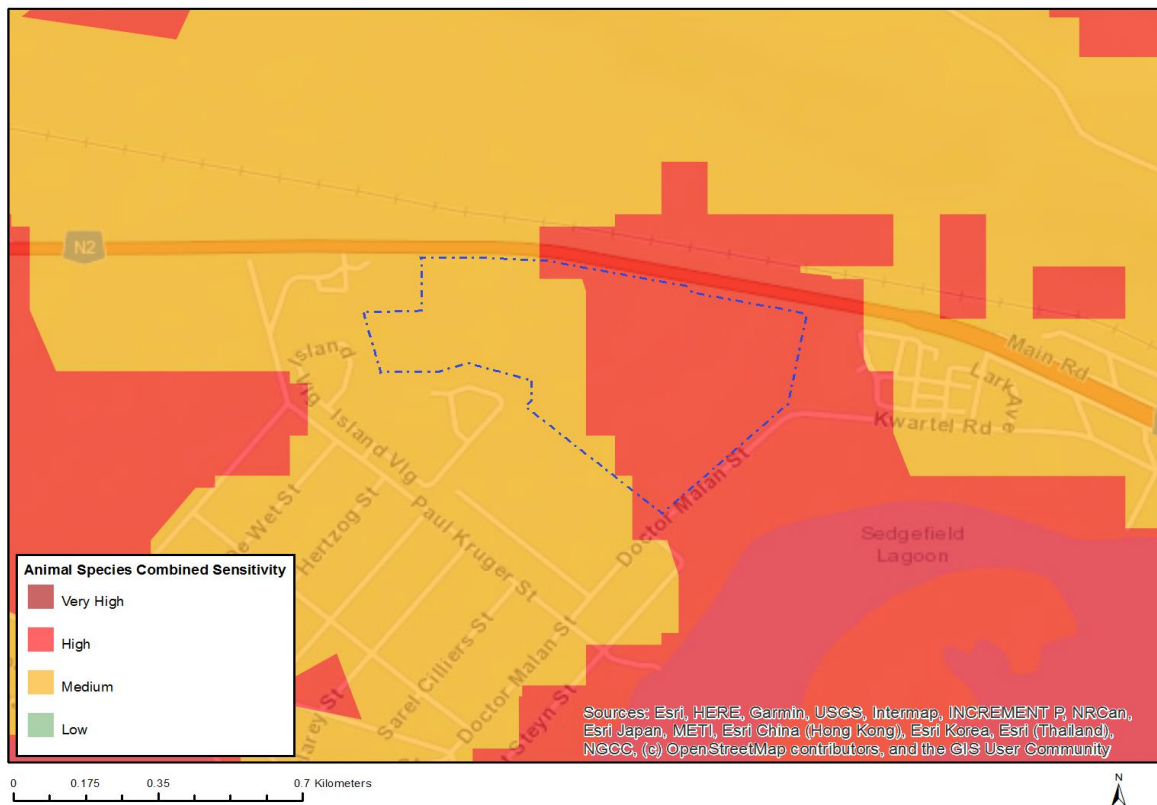 N2
Island
Vlg
Island Vlg
Main Rd
Lark Ave
Kwartel Rd
De Wet St
Hertzog St
Paul Kruger St
Doctor Malan St
Sarel Cilliers St
Doctor Malan St
Steyn St
Sedgefield
Lagoon
Animal Species Combined Sensitivity
Very High
High
Medium
Low
Sources: Esri, HERE, Garmin, USGS, Intermap, INCREMENT P, NRCan,
Esri Japan, METI, Esri China (Hong Kong), Esri Korea, Esri (Thailand),
NGCC, (c) OpenStreetMap contributors, and the GIS User Community
0 0.175 0.35 0.7 Kilometers
N